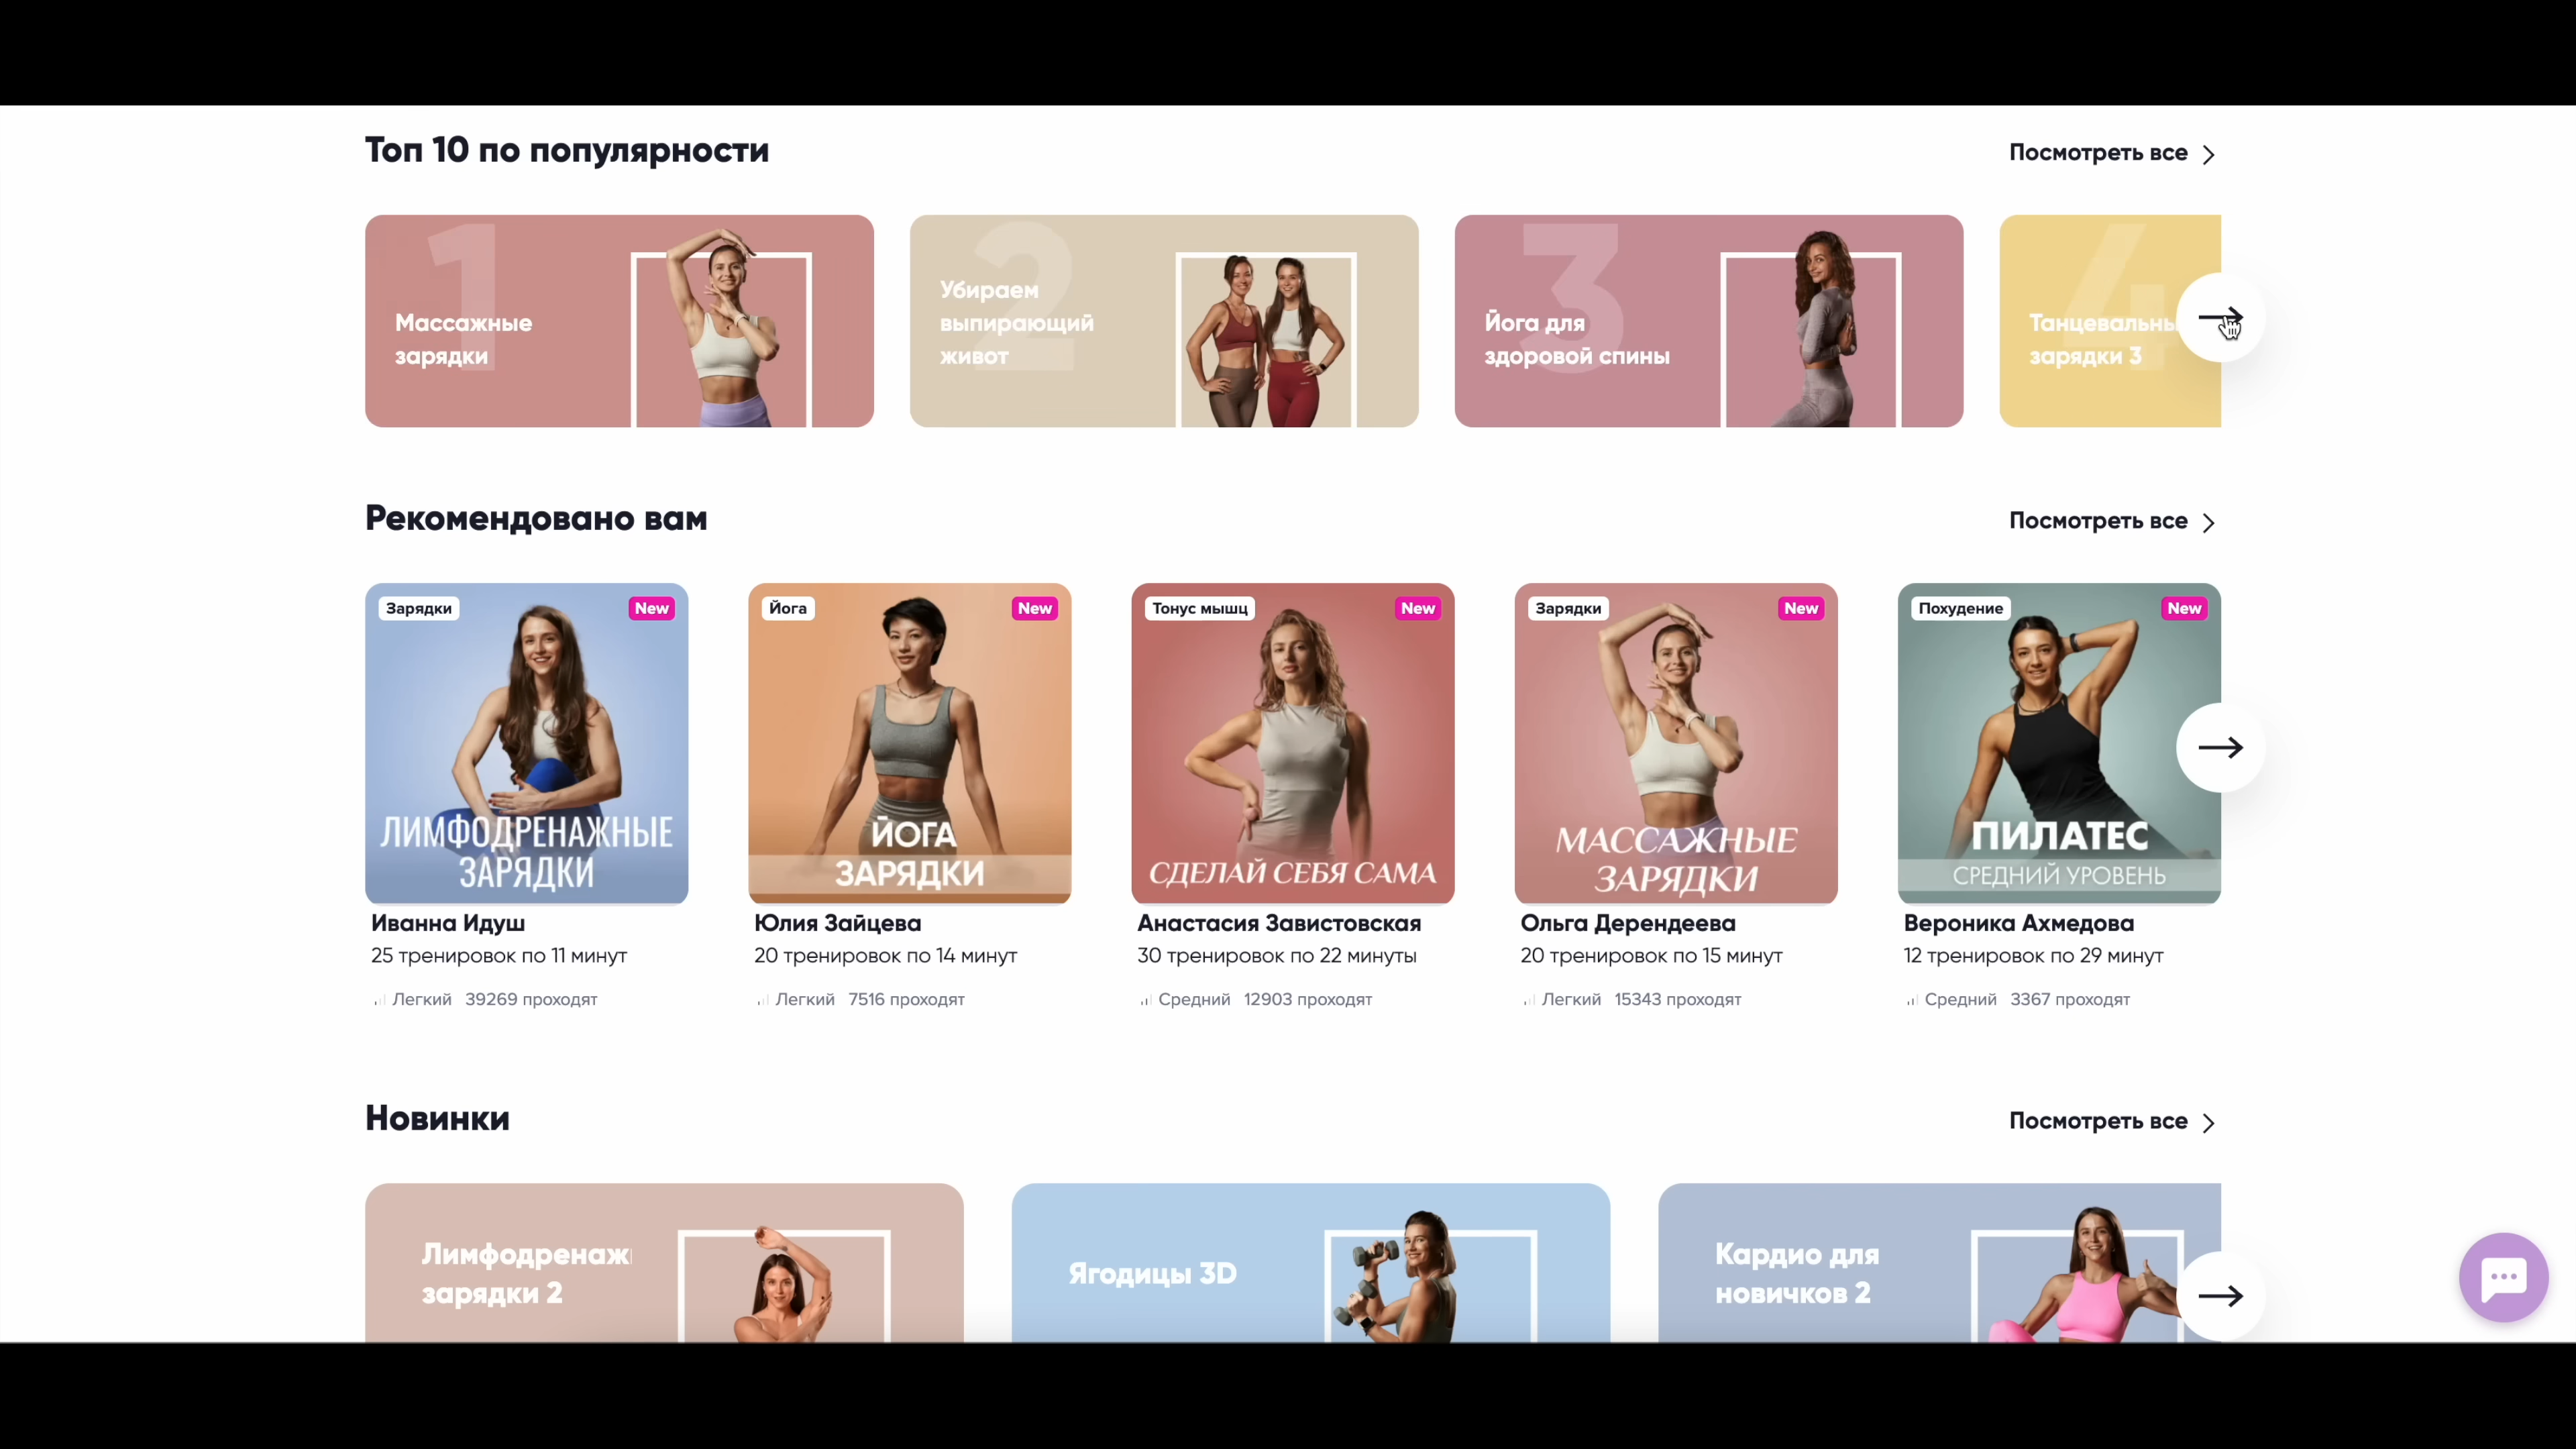 Топ 10 по популярности
Посмотреть все
1
Массажные
зарядки
2
Убираем
выпирающий
живот
3
Йога для
здоровой спины
4
зарядки 3
Рекомендовано вам
Посмотреть все
Зарядки
New
ЛИМФОДРЕНАЖНЫЕ
ЗАРЯДКИ
Иванна Идуш
25 тренировок по 11 минут
Легкий 39269 проходят
Йога
New
ЙОГА
ЗАРЯДКИ
Юлия Зайцева
20 тренировок по 14 минут
Легкий 7516 проходят
Тонус мышц
New
СДЕЛАЙ СЕБЯ САМА
Анастасия Завистовская
30 тренировок по 22 минуты
Средний 12903 проходят
Зарядки
New
МАССАЖНЫЕ
ЗАРЯДКИ
Ольга Дерендеева
20 тренировок по 15 минут
Легкий 15343 проходят
Похудение
New
ПИЛАТЕС
СРЕДНИЙ УРОВЕНЬ
Вероника Ахмедова
12 тренировок по 29 минут
Средний 3367 проходят
Новинки
Посмотреть все
Лимфодренаж
зарядки 2
Ягодицы 3D
Кардио для
новичков 2